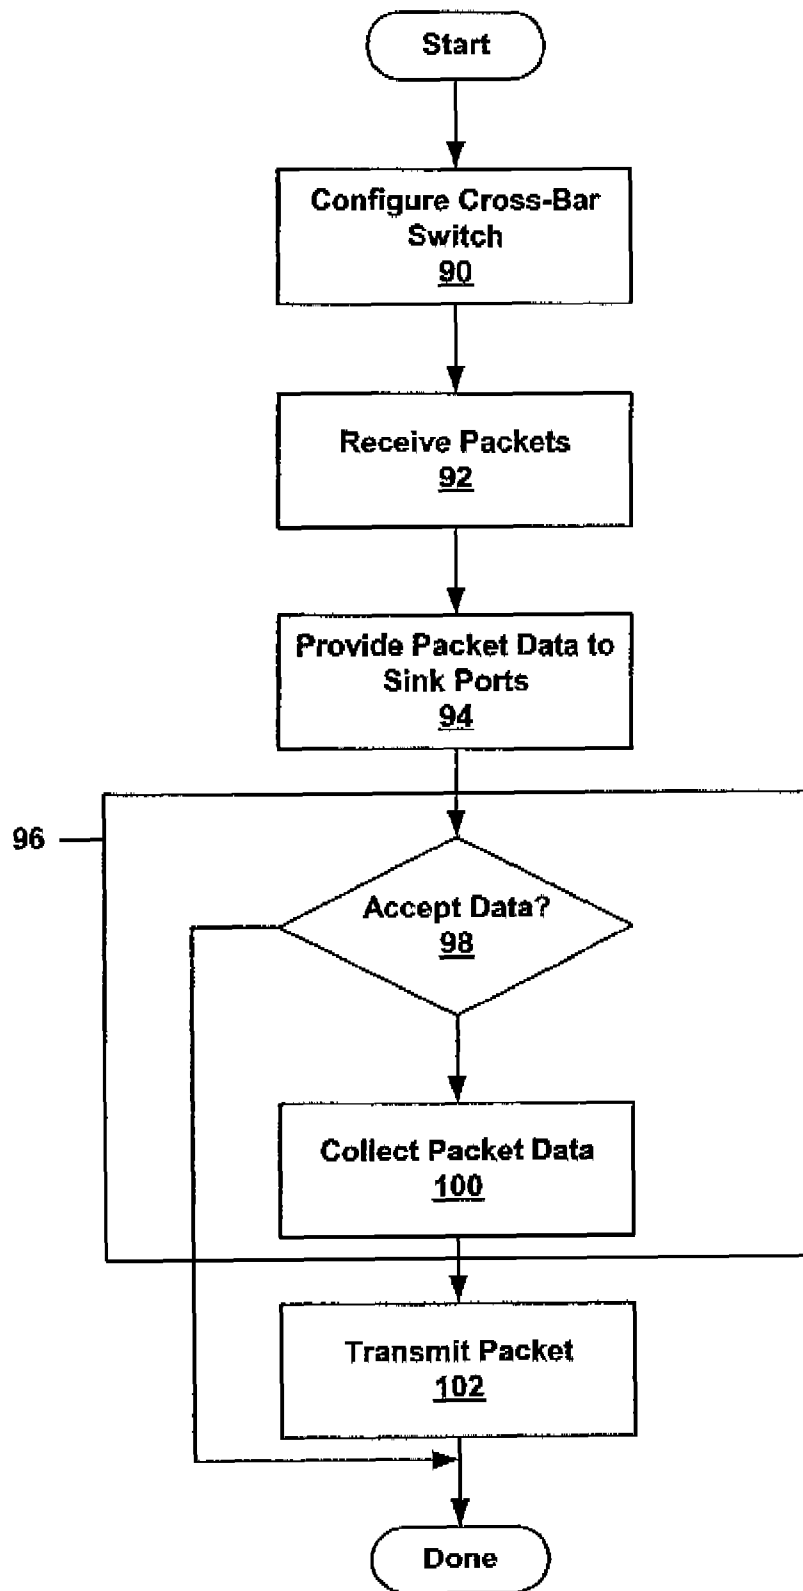 Start
Configure Cross-Bar
Switch
90
Receive Packets
92
Provide Packet Data to
Sink Ports
94
96
Accept Data?
98
Collect Packet Data
100
Transmit Packet
102
Done